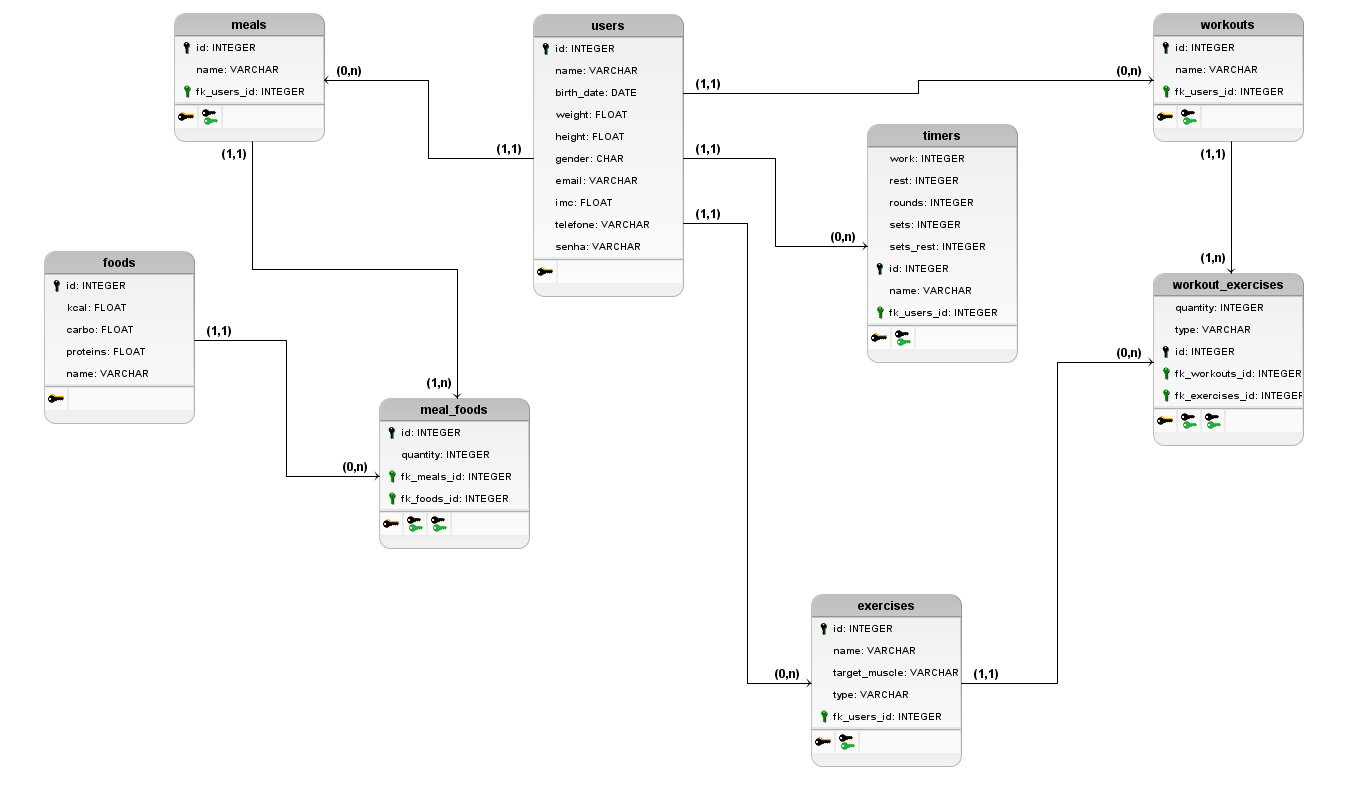 meals
id: INTEGER
name: VARCHAR
fk_users_id: INTEGER
(0,n)
(1,1)
(1,1)
users
id: INTEGER
name: VARCHAR
birth_date: DATE
weight: FLOAT
height: FLOAT
gender: CHAR
email: VARCHAR
imc: FLOAT
telefone: VARCHAR
senha: VARCHAR
(1,1)
(1,1)
(1,1)
(0,n)
workouts
id: INTEGER
name: VARCHAR
fk_users_id: INTEGER
(1,1)
(1,n)
timers
work: INTEGER
rest: INTEGER
rounds: INTEGER
sets: INTEGER
sets_rest: INTEGER
id: INTEGER
name: VARCHAR
fk_users_id: INTEGER
(0,n)
foods
id: INTEGER
kcal: FLOAT
carbo: FLOAT
proteins: FLOAT
name: VARCHAR
(1,1)
(0,n)
(1,n)
meal_foods
id: INTEGER
quantity: INTEGER
fk_meals_id: INTEGER
fk_foods_id: INTEGER
workout_exercises
quantity: INTEGER
type: VARCHAR
id: INTEGER
fk_workouts_id: INTEGER
fk_exercises_id: INTEGER
(0,n)
exercises
id: INTEGER
name: VARCHAR
target_muscle: VARCHAR
type: VARCHAR
fk_users_id: INTEGER
(0,n)
(1,1)